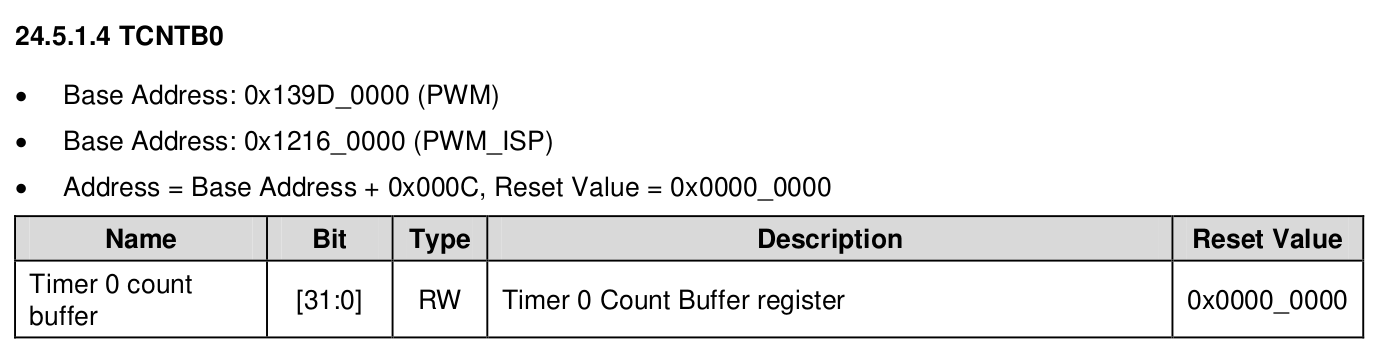 24.5.1.4 TCNTB0
• Base Address: 0x139D_0000 (PWM)
• Base Address: 0x1216_0000 (PWM_ISP)
• Address = Base Address + 0x000C, Reset Value = 0x0000_0000
Name Bit Type Description Reset Value
Timer 0 count
buffer [31:0] RW Timer 0 Count Buffer register 0x0000_0000